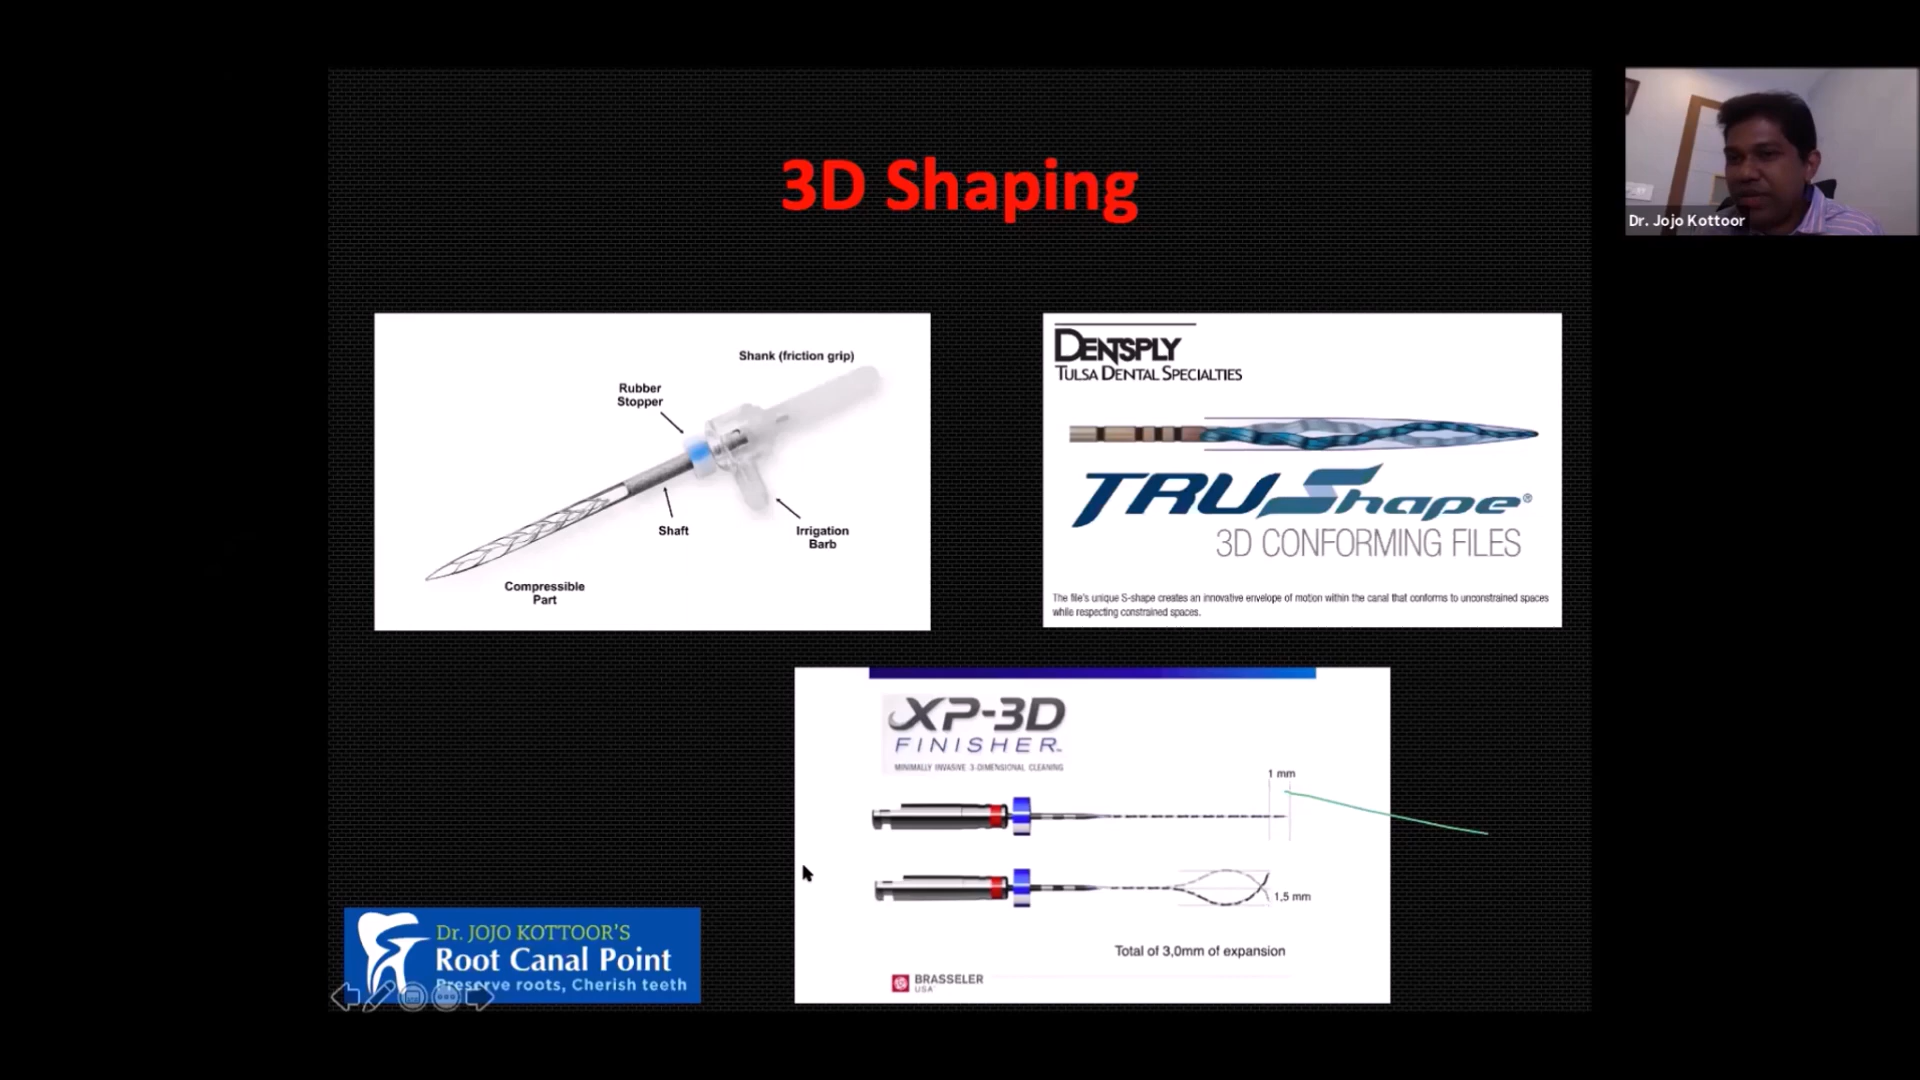 3D Shaping
Dr. Jojo Kottoor
Shank (friction grip)
Rubber
Stopper
Shaft
Irrigation
Barb
Compressible
Part
DENTSPLY
TULSA DENTAL SPECIALTIES
TRUShape®
3D CONFORMING FILES
The file's unique S-shape creates an innovative envelope of motion within the canal that conforms to unconstrained spaces
while respecting constrained spaces.
XP-3D
FINISHER™
MINIMALLY INVASIVE 3-DIMENSIONAL CLEANING
1 mm
1,5 mm
Total of 3,0mm of expansion
BRASSELER
USA
Dr. JOJO KOTTOOR'S
Root Canal Point
Preserve roots, Cherish teeth